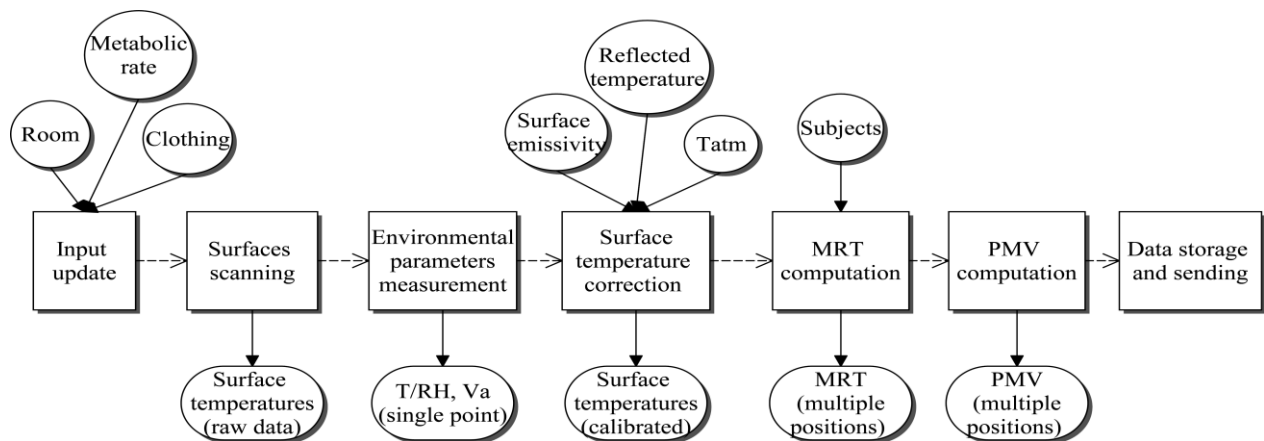 Metabolic
rate
Room
Clothing
Reflected
temperature
Surface
emissivity
Tatm
Subjects
Input
update
Surfaces
scanning
Environmental
parameters
measurement
Surface
temperature
correction
MRT
computation
PMV
computation
Data storage
and sending
Surface
temperatures
(raw data)
T/RH, Va
(single point)
Surface
temperatures
(calibrated)
MRT
(multiple
positions)
PMV
(multiple
positions)